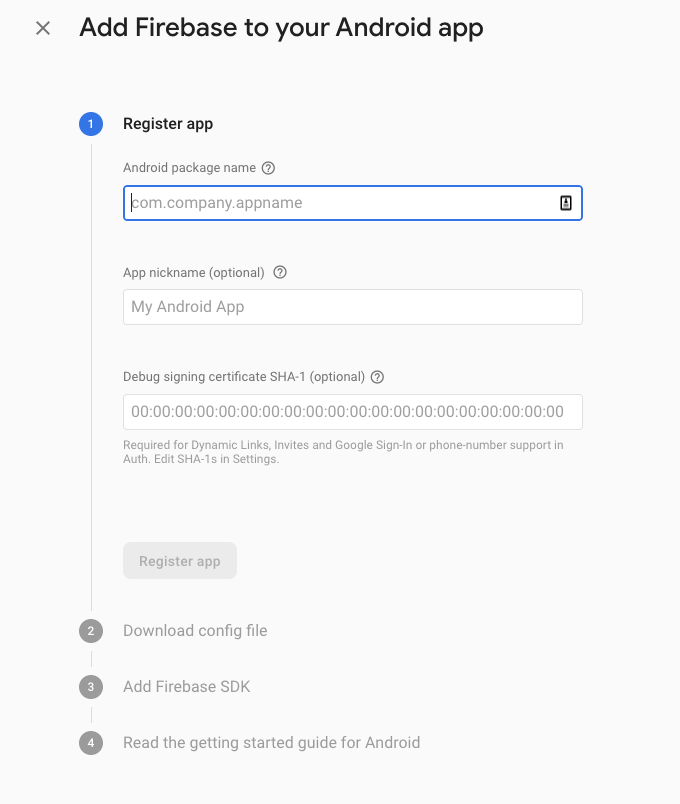 Add Firebase to your Android app
1
Register app
Android package name
com.company.appname
App nickname (optional)
My Android App
Debug signing certificate SHA-1 (optional)
00:00:00:00:00:00:00:00:00:00:00:00:00:00:00:00:00:00:00:00
Required for Dynamic Links, Invites and Google Sign-In or phone-number support in
Auth. Edit SHA-1s in Settings.
Register app
2
Download config file
3
Add Firebase SDK
4
Read the getting started guide for Android